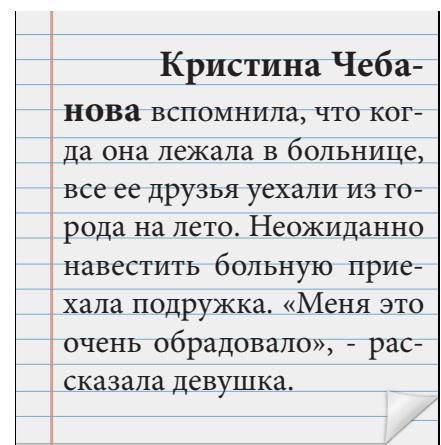 Кристина Чеба-
нова вспомнила, что ког-
да она лежала в больнице,
все ее друзья уехали из го-
рода на лето. Неожиданно
навестить больную прие-
хала подружка. «Меня это
очень обрадовало», - рас-
сказала девушка.